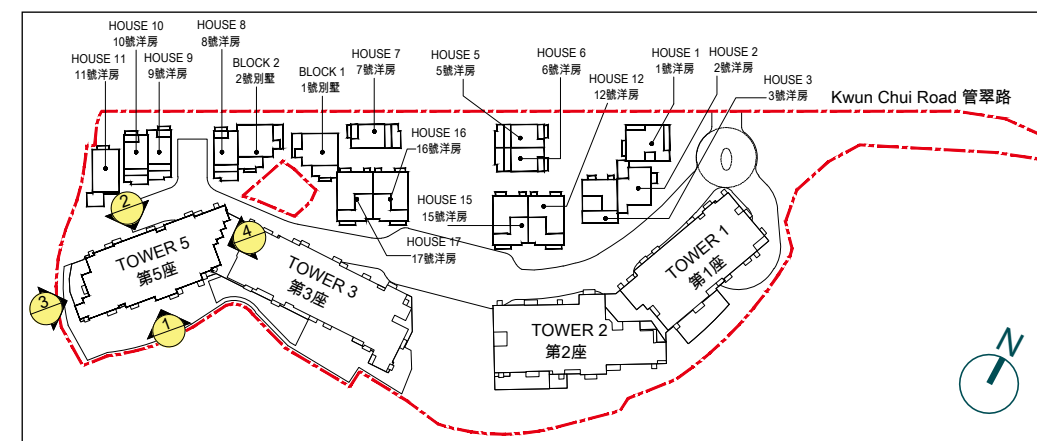 HOUSE 10
10號洋房
HOUSE 8
8號洋房
HOUSE 11
11號洋房
HOUSE 9
9號洋房
BLOCK 2
2號別墅
BLOCK 1
1號別墅
HOUSE 7
7號洋房
HOUSE 5
5號洋房
HOUSE 6
6號洋房
HOUSE 12
12號洋房
HOUSE 1
1號洋房
HOUSE 2
2號洋房
HOUSE 3
3號洋房
Kwun Chui Road 管翠路
HOUSE 16
16號洋房
HOUSE 15
15號洋房
HOUSE 17
17號洋房
2
4
3
1
TOWER 5
第5座
TOWER 3
第3座
TOWER 2
第2座
TOWER 1
第1座
N